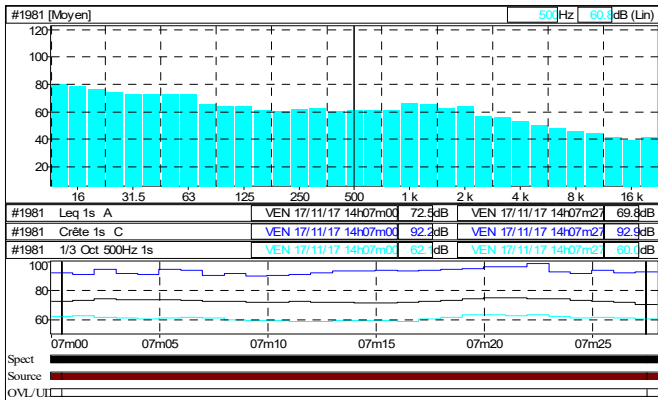 #1981 [Moyen] 500Hz 60.8dB (Lin)
120
100
80
60
40
20
16 31.5 63 125 250 500 1 k 2 k 4 k 8 k 16 k
#1981 Leq 1s A VEN 17/11/17 14h07m00 72.5dB VEN 17/11/17 14h07m27 69.8dB
#1981 Crête 1s C VEN 17/11/17 14h07m00 92.2dB VEN 17/11/17 14h07m27 92.9dB
#1981 1/3 Oct 500Hz 1s VEN 17/11/17 14h07m00 62.1dB VEN 17/11/17 14h07m27 60.0dB
100
80
60
07m00 07m05 07m10 07m15 07m20 07m25
Spect
Source